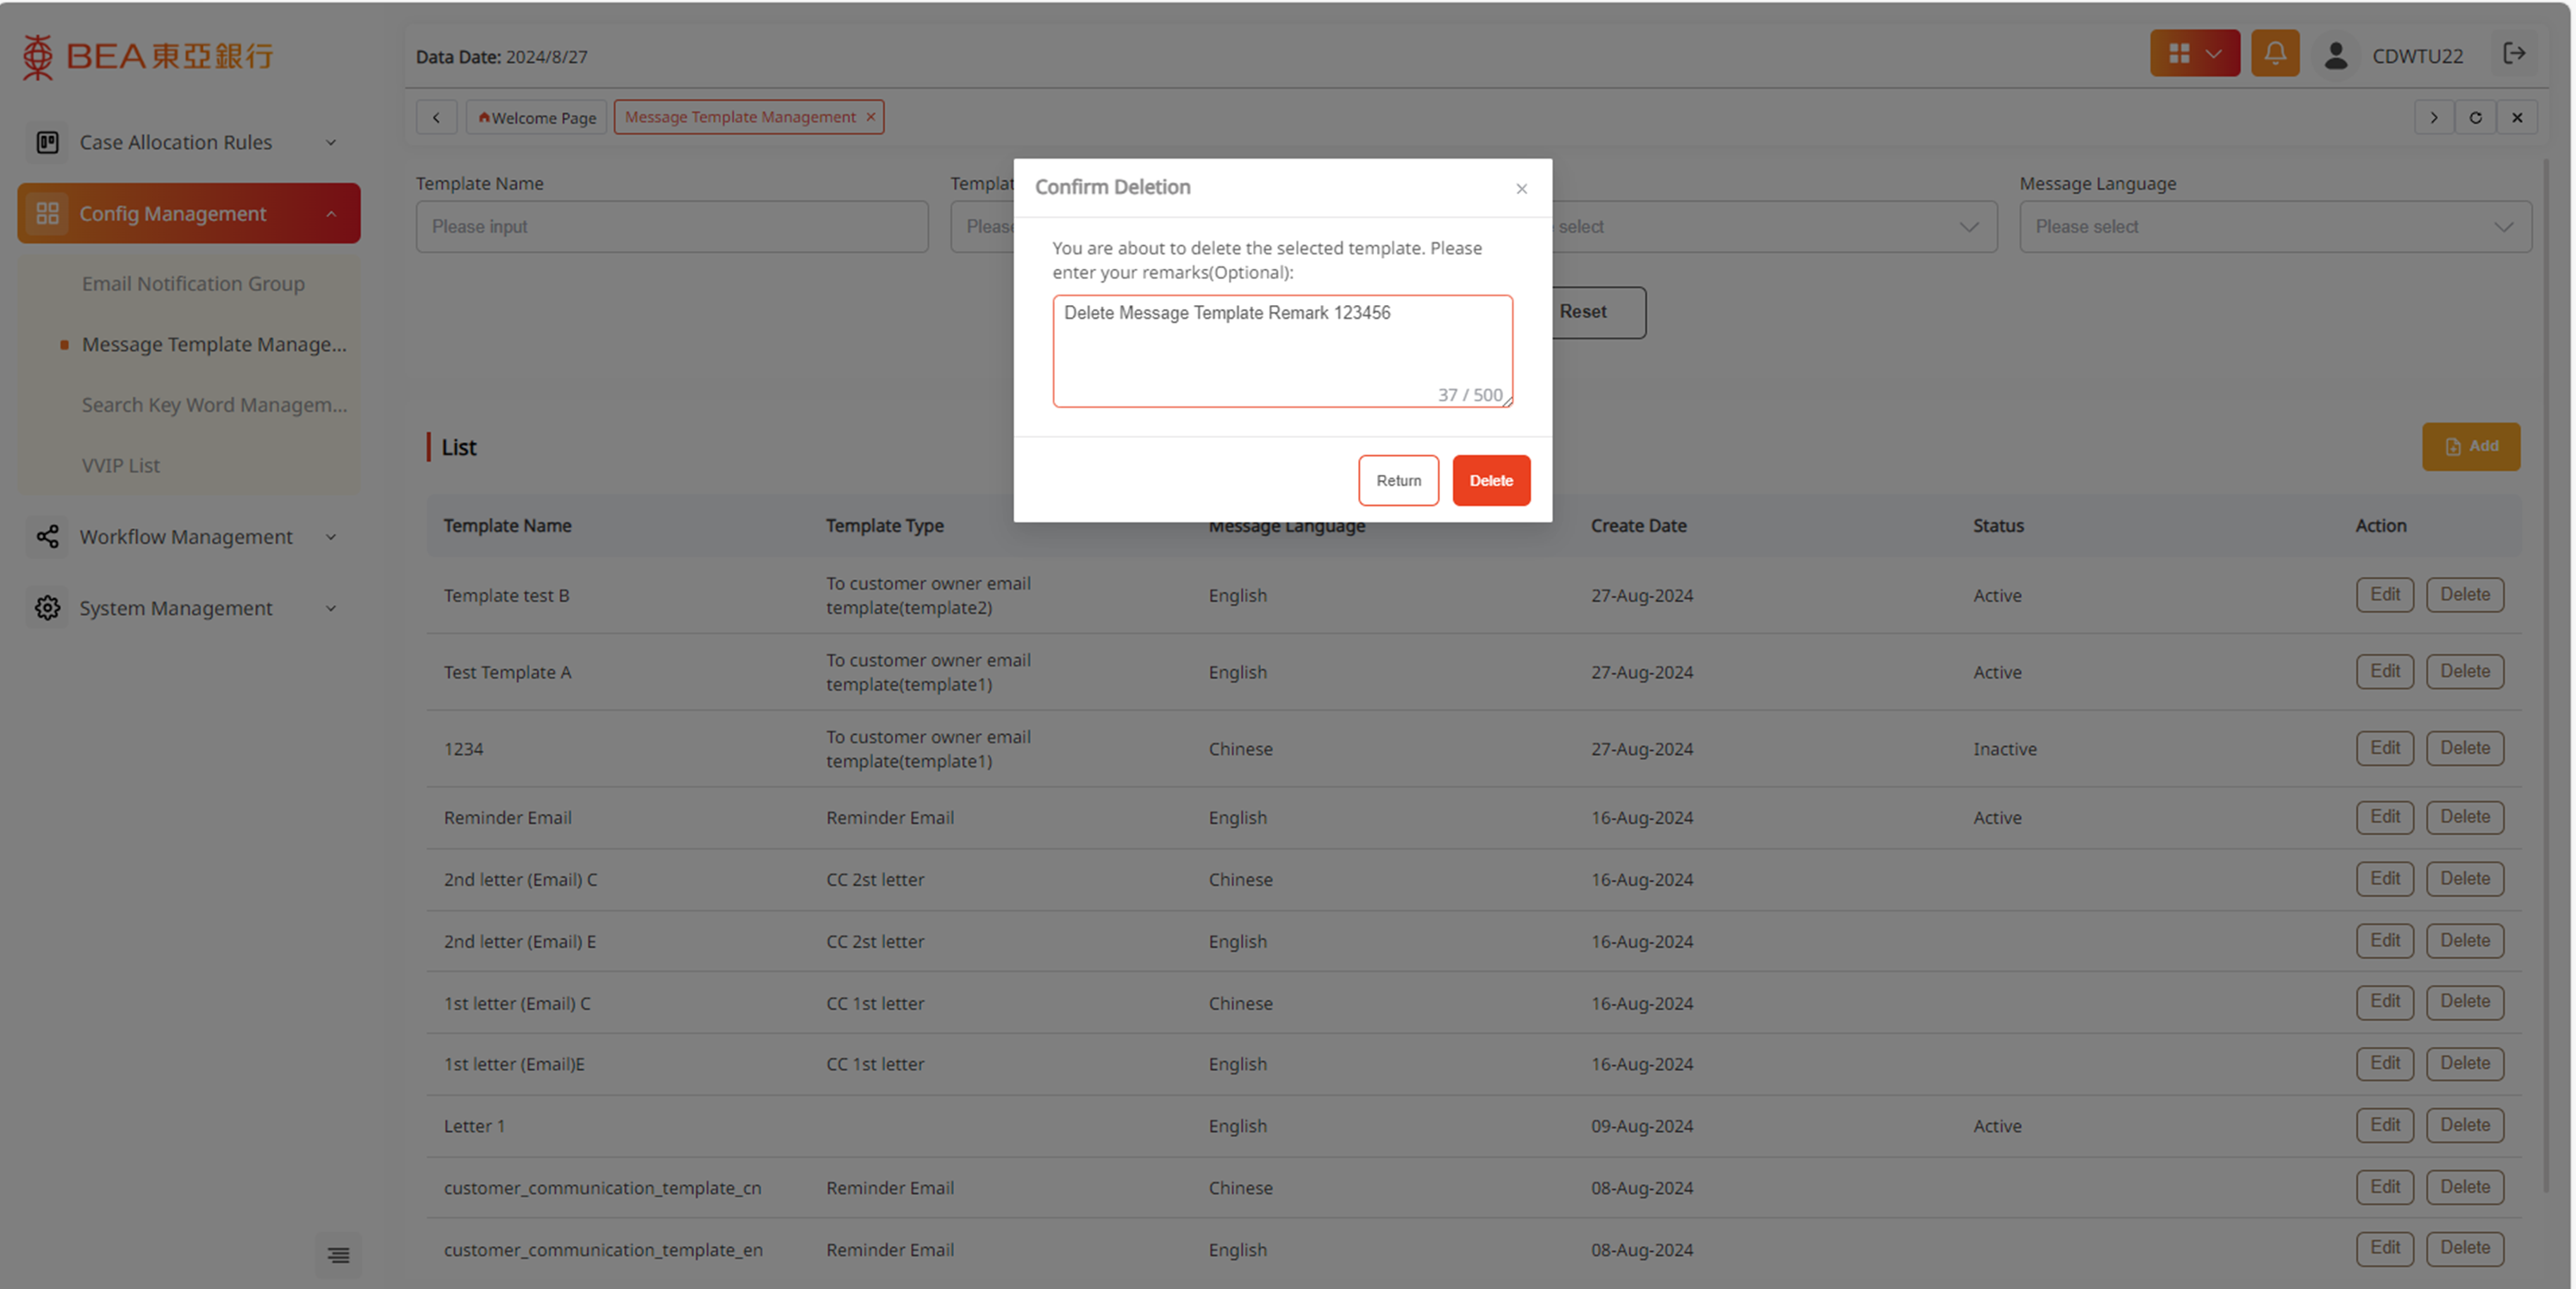 BEA東亞銀行
Data Date: 2024/8/27
CDWTU22
Welcome Page
Message Template Management
Case Allocation Rules
Config Management
Email Notification Group
Message Template Manage...
Search Key Word Managem...
VVIP List
Workflow Management
System Management
Template Name
Message Language
Please input
select
Please select
Reset
Confirm Deletion
You are about to delete the selected template. Please
enter your remarks(Optional):
Delete Message Template Remark 123456
37 / 500
Return Delete
List
Add
Template Name Template Type Message Language Create Date Status Action
Template test B To customer owner email English 27-Aug-2024 Active Edit Delete
template(template2)
Test Template A To customer owner email English 27-Aug-2024 Active Edit Delete
template(template1)
1234 To customer owner email Chinese 27-Aug-2024 Inactive Edit Delete
template(template1)
Reminder Email Reminder Email English 16-Aug-2024 Active Edit Delete
2nd letter (Email) C CC 2st letter Chinese 16-Aug-2024 Edit Delete
2nd letter (Email) E CC 2st letter English 16-Aug-2024 Edit Delete
1st letter (Email) C CC 1st letter Chinese 16-Aug-2024 Edit Delete
1st letter (Email)E CC 1st letter English 16-Aug-2024 Edit Delete
Letter 1 English 09-Aug-2024 Active Edit Delete
customer_communication_template_cn Reminder Email Chinese 08-Aug-2024 Edit Delete
customer_communication_template_en Reminder Email English 08-Aug-2024 Edit Delete